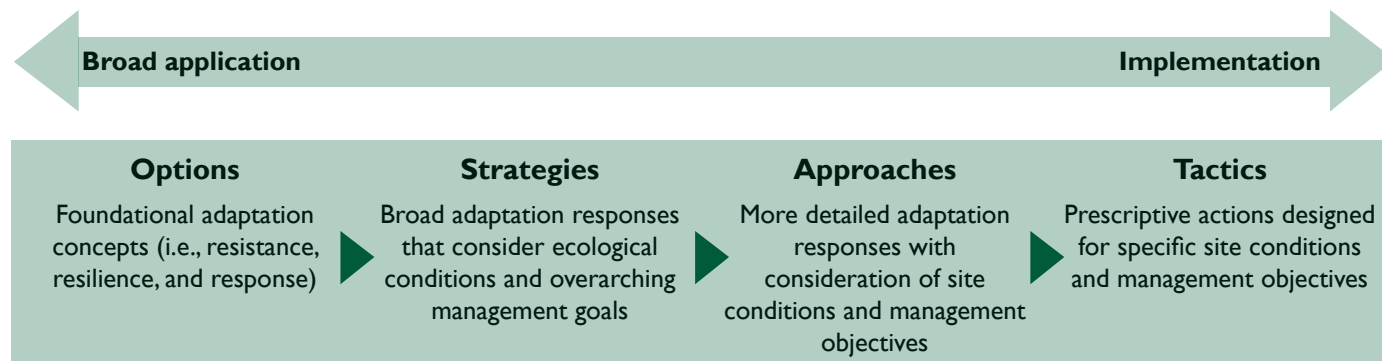 Broad application
Implementation
Options
Foundational adaptation
concepts (i.e., resistance,
resilience, and response)
Strategies
Broad adaptation responses
that consider ecological
conditions and overarching
management goals
Approaches
More detailed adaptation
responses with
consideration of site
conditions and management
objectives
Tactics
Prescriptive actions designed
for specific site conditions
and management objectives